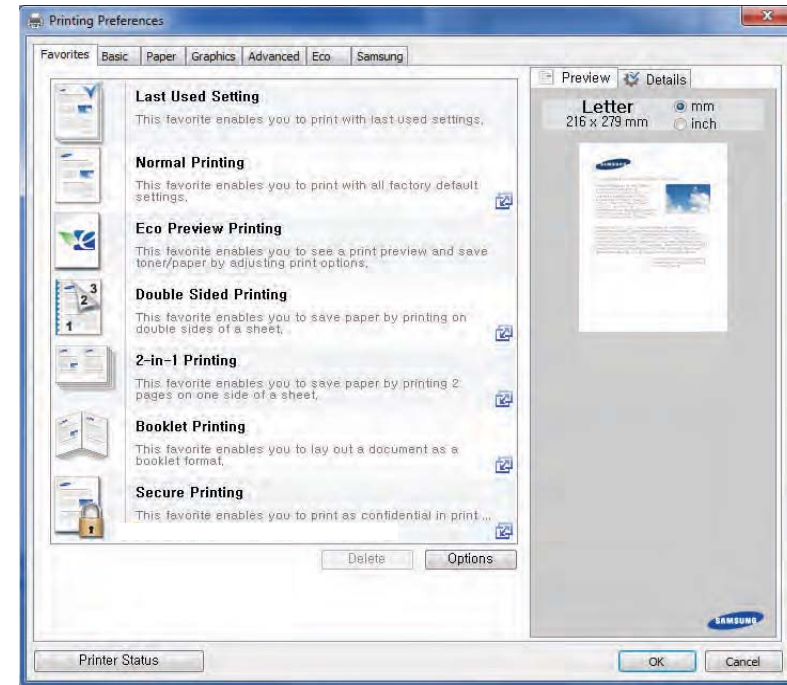 Printing Preferences
Favorites Basic Paper Graphics Advanced Eco Samsung
Last Used Setting
This favorite enables you to print with last used settings.
Normal Printing
This favorite enables you to print with all factory default
settings.
Eco Preview Printing
This favorite enables you to see a print preview and save
toner/paper by adjusting print options.
Double Sided Printing
This favorite enables you to save paper by printing on
double sides of a sheet.
2-in-1 Printing
This favorite enables you to save paper by printing 2
pages on one side of a sheet.
Booklet Printing
This favorite enables you to lay out a document as a
booklet format.
Secure Printing
This favorite enables you to print as confidential in print ...
1 2 3
Delete Options
Preview Details
Letter mm
216 x 279 mm inch
SAMSUNG
SAMSUNG
Printer Status OK Cancel